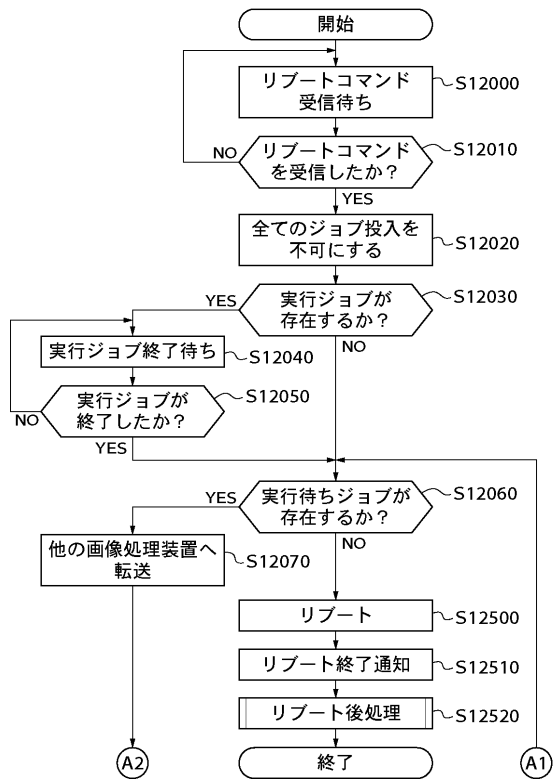 開始
リブートコマンド
受信待ち
S12000
リブートコマンド
を受信したか？
S12010
NO
YES
全てのジョブ投入を
不可にする
S12020
実行ジョブが
存在するか？
S12030
YES
NO
実行ジョブ終了待ち
S12040
実行ジョブが
終了したか？
S12050
NO
YES
実行待ちジョブが
存在するか？
S12060
YES
NO
他の画像処理装置へ
転送
S12070
リブート
S12500
リブート終了通知
S12510
リブート後処理
S12520
A2
終了
A1